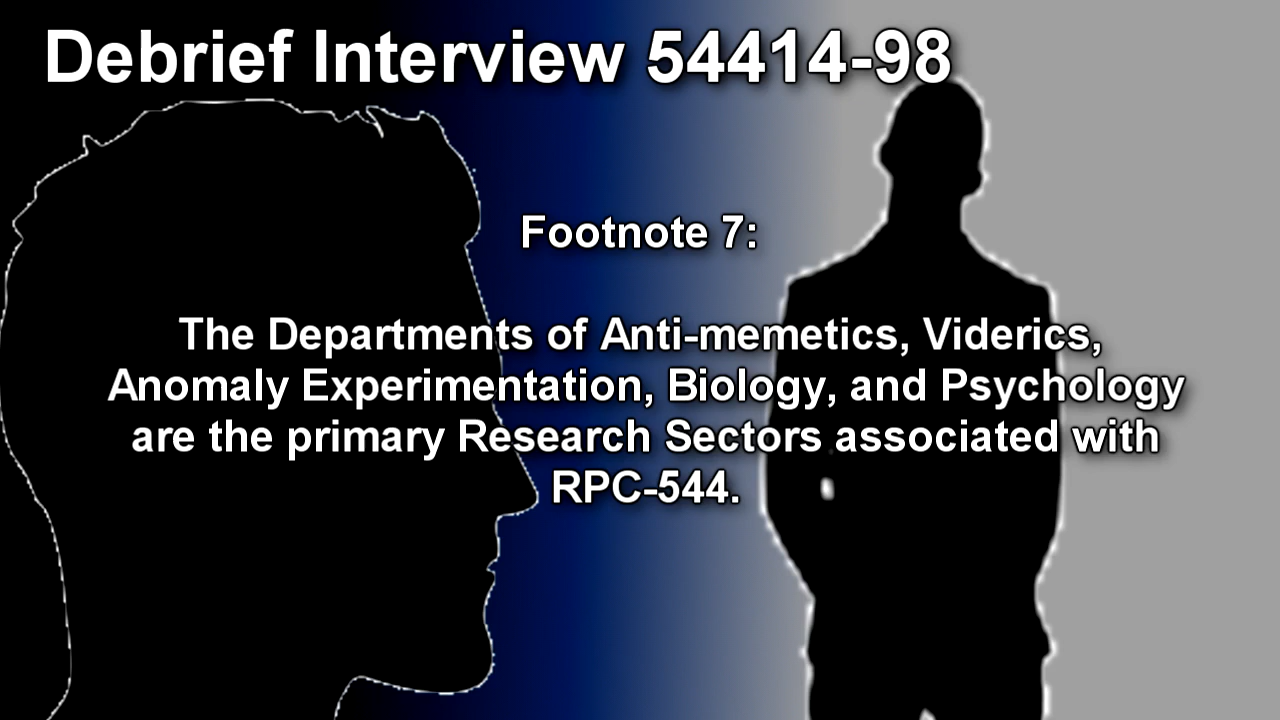 Debrief Interview 54414-98
Footnote 7:
The Departments of Anti-memetics, Viderics,
Anomaly Experimentation, Biology, and Psychology
are the primary Research Sectors associated with
RPC-544.